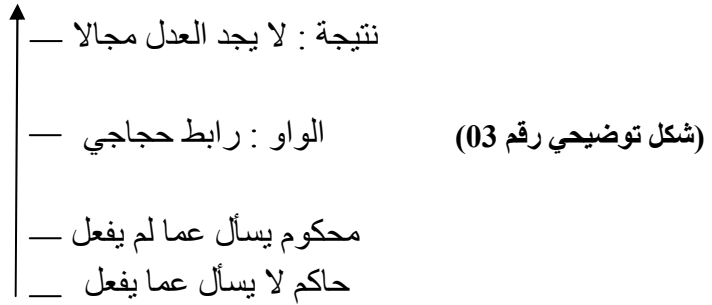 نتيجة : لا يجد العدل مجالا
الواو : رابط حجاجي
(شكل توضيحي رقم 03)
محكوم يسأل عما لم يفعل
حاكم لا يسأل عما يفعل